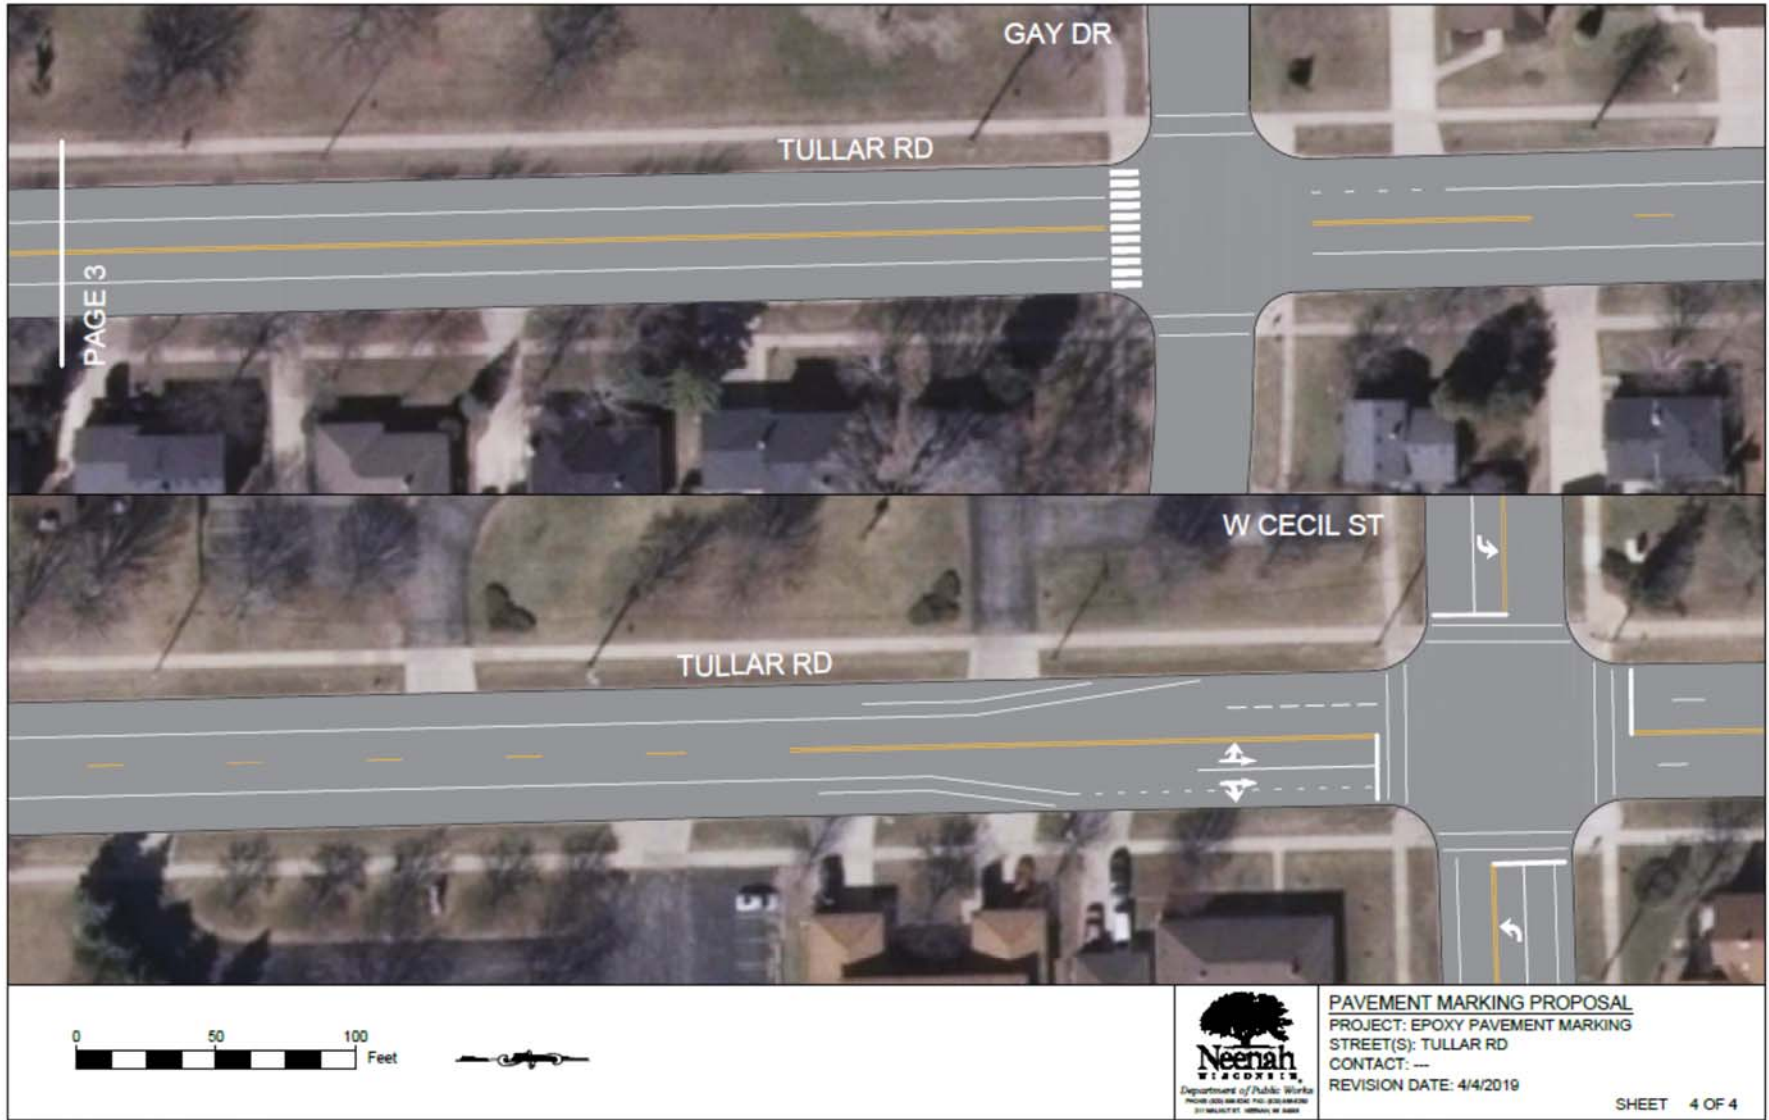 GAY DR
TULLAR RD
PAGE 3
W CECIL ST
TULLAR RD
0 50 100
Feet
Neenah
WISCONSIN
Department of Public Works
PAVEMENT MARKING PROPOSAL
PROJECT: EPOXY PAVEMENT MARKING
STREET(S): TULLAR RD
CONTACT: ---
REVISION DATE: 4/4/2019
SHEET 4 OF 4